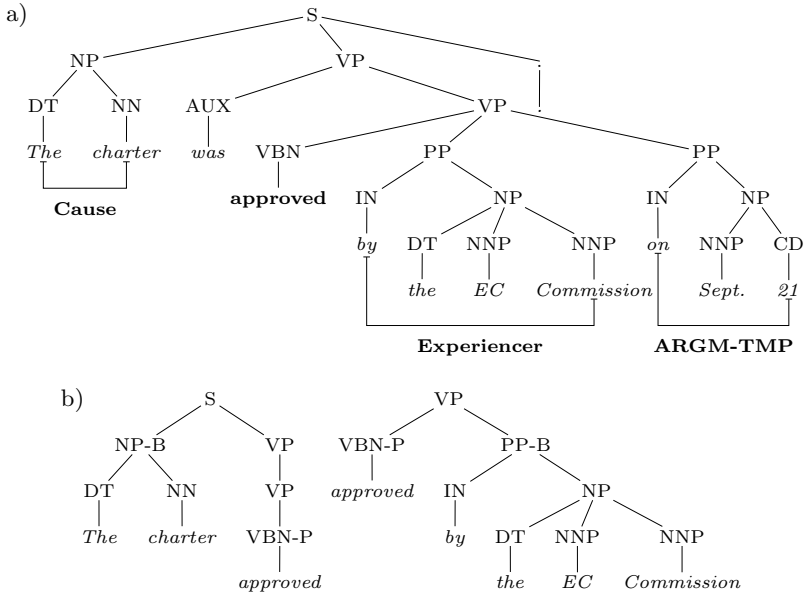 a)
S
NP VP .
DT NN AUX VP .
The charter was VBN PP PP
Cause approved IN NP IN NP
by DT NNP NNP on NNP CD
the EC Commission Sept. 21
Experiencer ARGM-TMP
b)
S VP
NP-B VP VBN-P PP-B
DT NN VP approved IN NP
The charter VBN-P by DT NNP NNP
approved the EC Commission